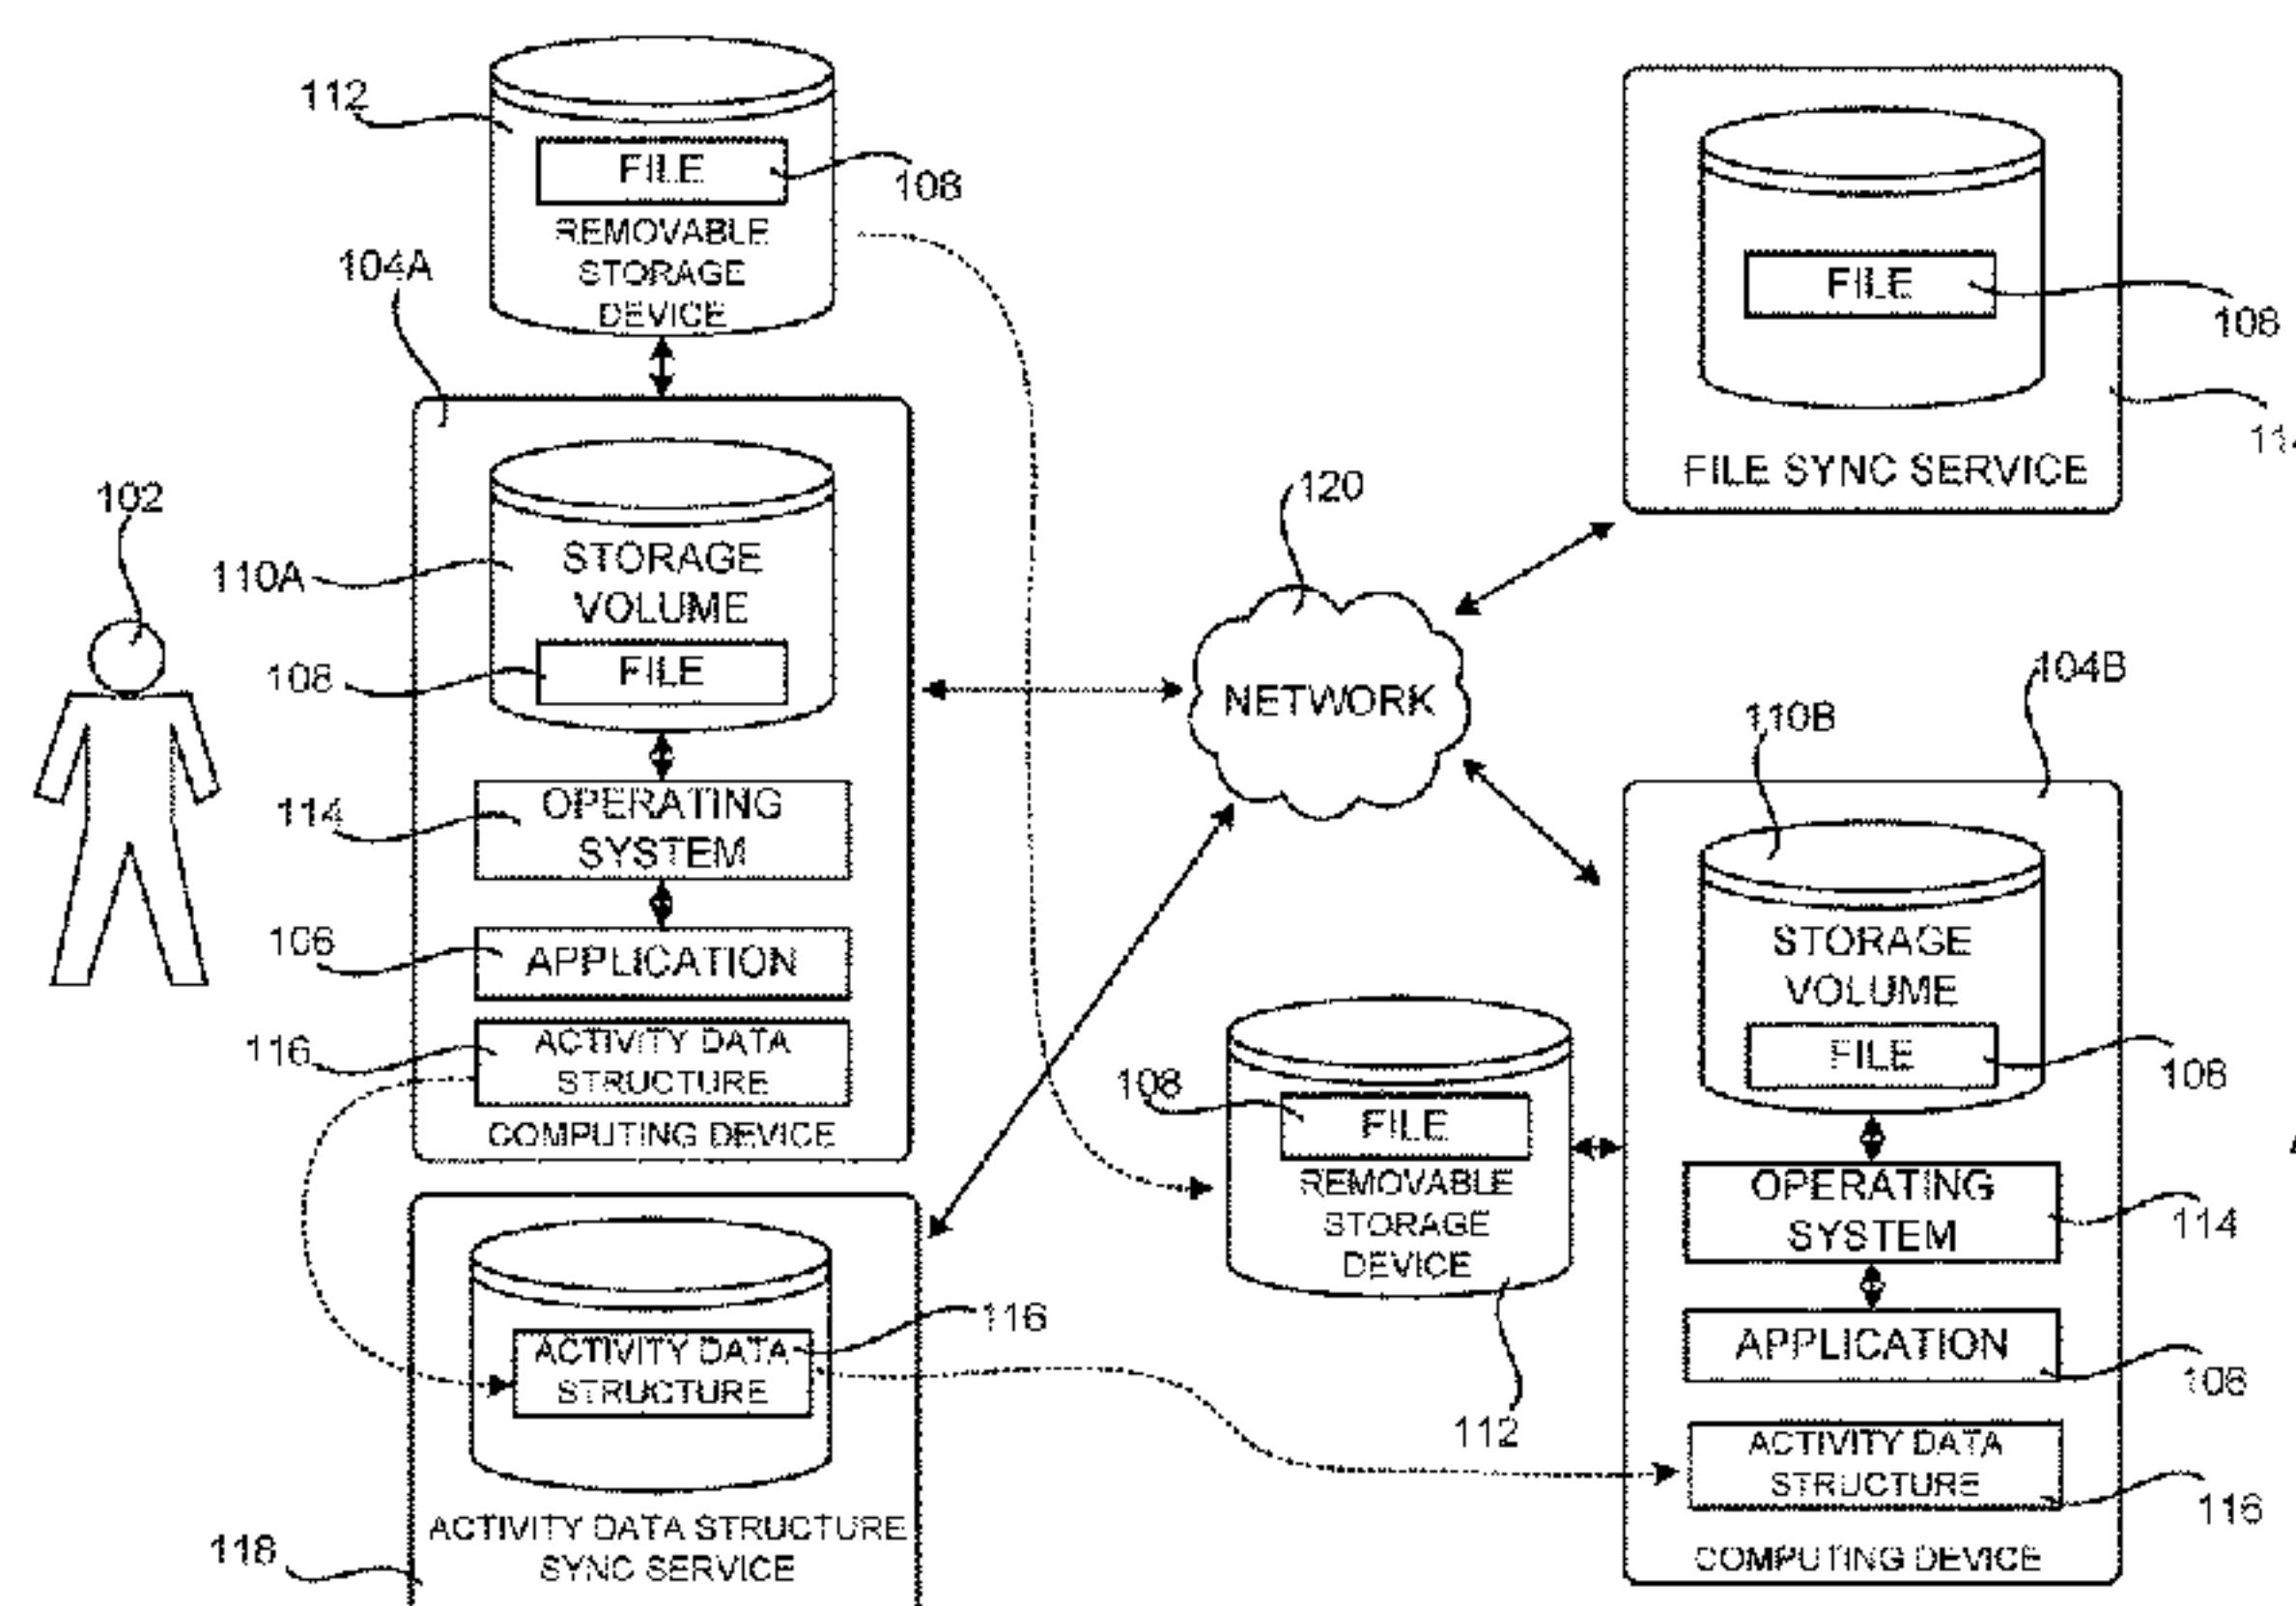 112
FILE
108
REMOVABLE
STORAGE
DEVICE
104A
FILE
108
FILE SYNC SERVICE
102
110A
STORAGE
VOLUME
108
FILE
120
NETWORK
104B
110B
114
OPERATING
SYSTEM
106
APPLICATION
116
ACTIVITY DATA
STRUCTURE
COMPUTING DEVICE
STORAGE
VOLUME
FILE
108
108
FILE
REMOVABLE
STORAGE
DEVICE
112
OPERATING
SYSTEM
114
APPLICATION
ACTIVITY DATA
STRUCTURE
116
COMPUTING DEVICE
ACTIVITY DATA
STRUCTURE
116
ACTIVITY DATA STRUCTURE
SYNC SERVICE
118